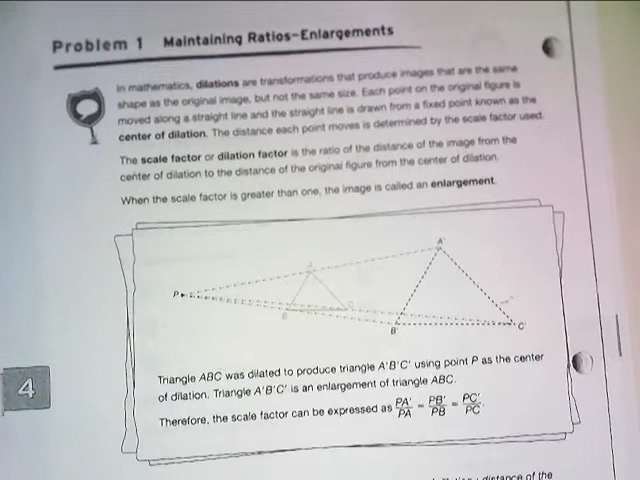 Problem 1 Maintaining Ratios–Enlargements
In mathematics, dilations are transformations that produce images that are the same
shape as the original image, but not the same size. Each point on the original figure is
moved along a straight line and the straight line is drawn from a fixed point known as the
center of dilation. The distance each point moves is determined by the scale factor used.
The scale factor or dilation factor is the ratio of the distance of the image from the
center of dilation to the distance of the original figure from the center of dilation.
When the scale factor is greater than one, the image is called an enlargement.
A'
A
P
C
B
B'
C'
Triangle ABC was dilated to produce triangle A'B'C' using point P as the center
of dilation. Triangle A'B'C' is an enlargement of triangle ABC.
Therefore, the scale factor can be expressed as PA'/PA = PB'/PB = PC'/PC.
4
distance of the